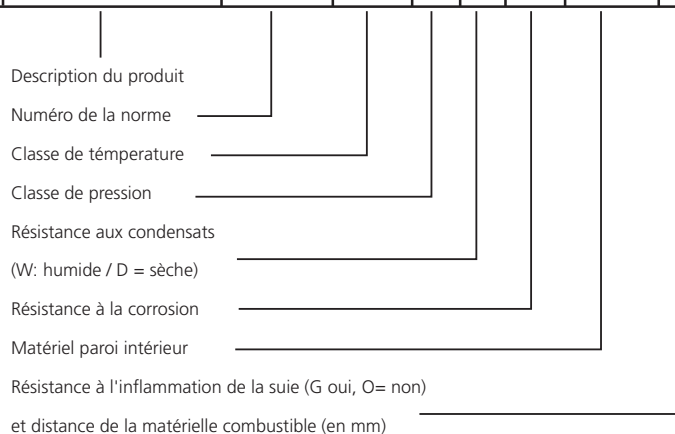 Description du produit
Numéro de la norme
Classe de témperature
Classe de pression
Résistance aux condensats
(W: humide / D = sèche)
Résistance à la corrosion
Matériel paroi intérieur
Résistance à l'inflammation de la suie (G oui, O= non)
et distance de la matérielle combustible (en mm)